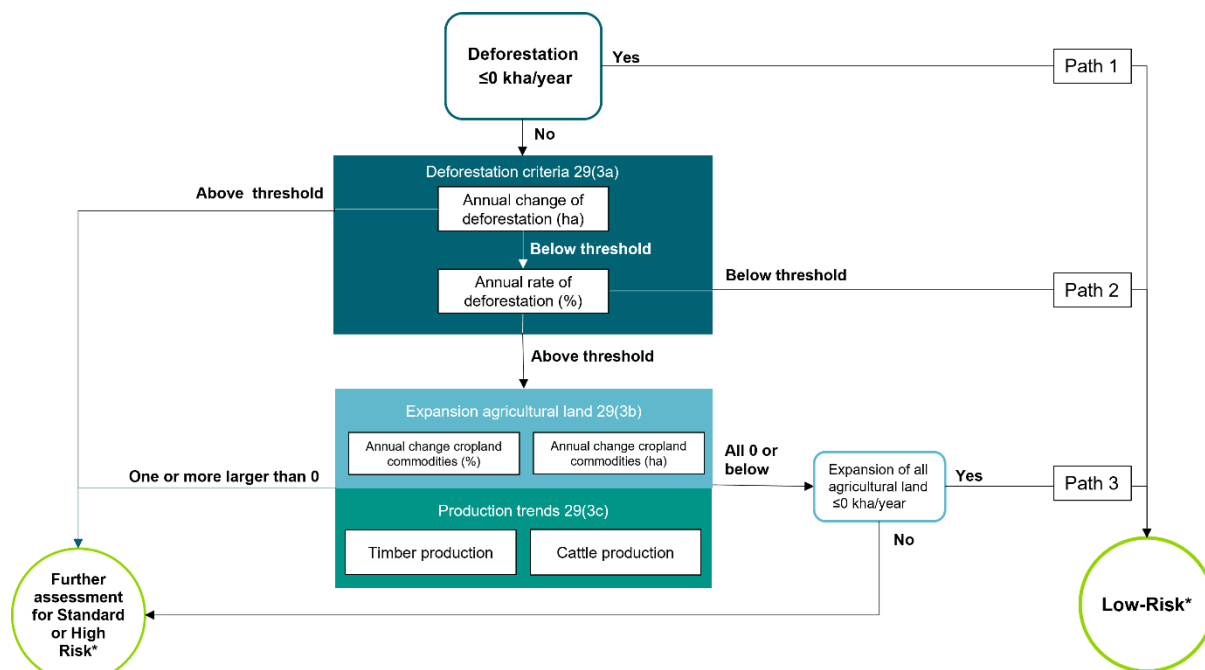 Deforestation
≤0 kha/year
Yes
Path 1
No
Deforestation criteria 29(3a)
Above threshold
Annual change of
deforestation (ha)
Below threshold
Annual rate of
deforestation (%)
Below threshold
Path 2
Above threshold
Expansion agricultural land 29(3b)
Annual change cropland
commodities (%)
Annual change cropland
commodities (ha)
All 0 or
below
One or more larger than 0
Expansion of all
agricultural land
≤0 kha/year
Yes
Path 3
Production trends 29(3c)
Timber production
Cattle production
No
Further
assessment
for Standard
or High
Risk*
Low-Risk*